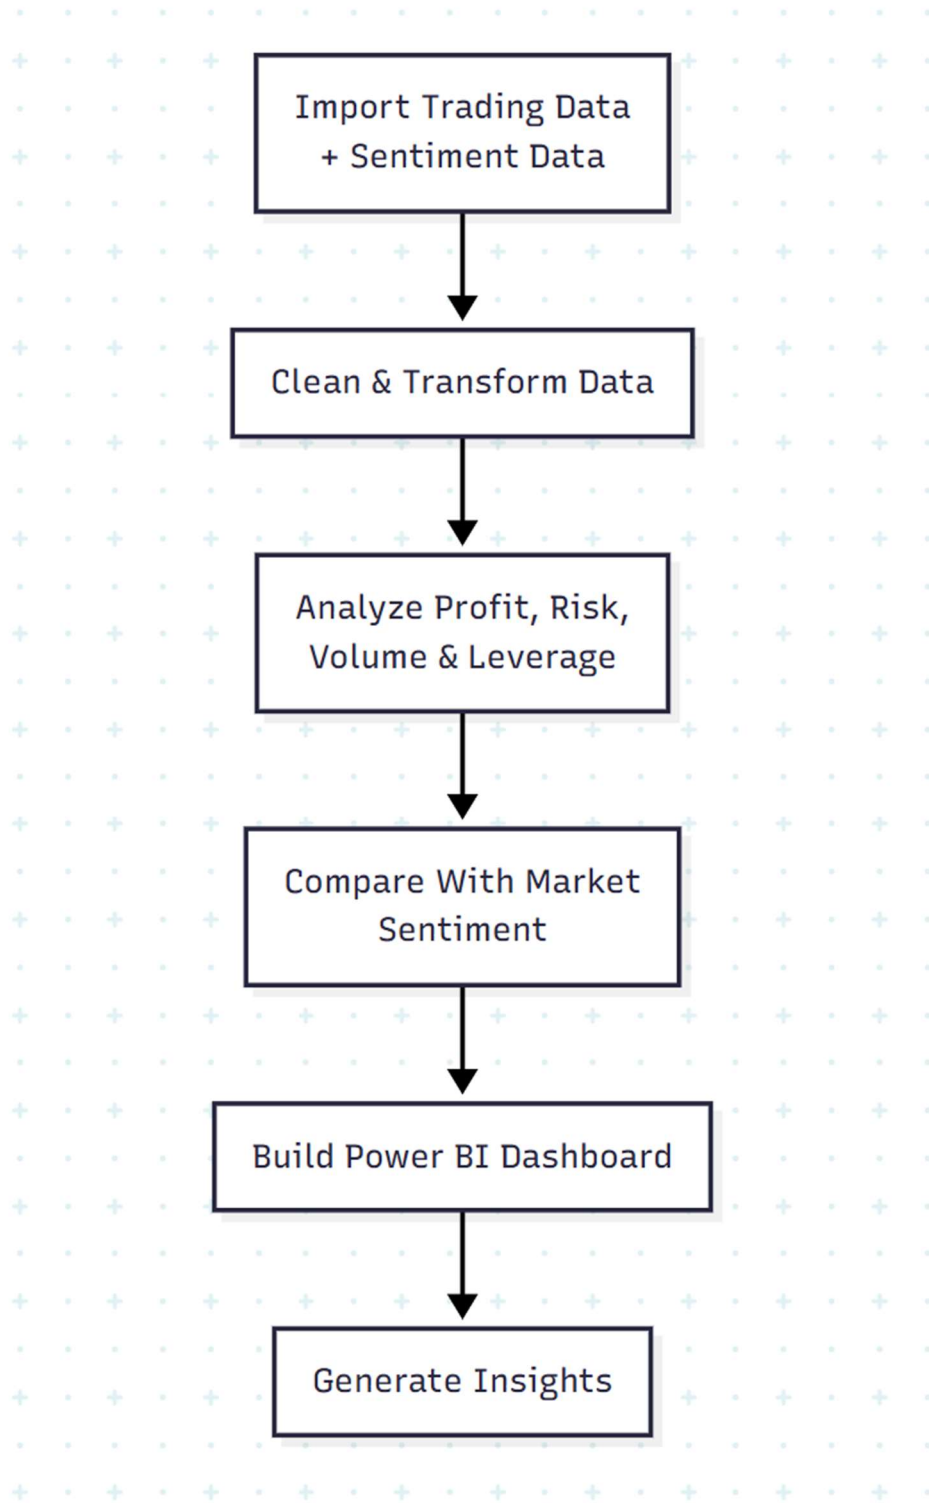 Import Trading Data
+ Sentiment Data
Clean & Transform Data
Analyze Profit, Risk,
Volume & Leverage
Compare With Market
Sentiment
Build Power BI Dashboard
Generate Insights